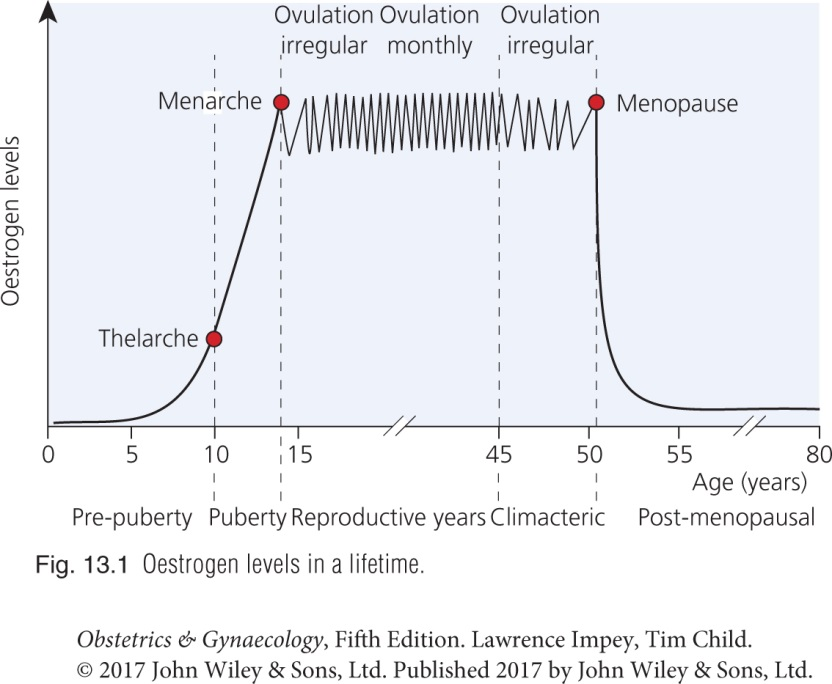 Ovulation irregular
Ovulation monthly
Ovulation irregular
Menarche
Menopause
Oestrogen levels
Thelarche
0 5 10 15 45 50 55 80
Age (years)
Pre-puberty Puberty Reproductive years Climacteric Post-menopausal
Fig. 13.1 Oestrogen levels in a lifetime.
Obstetrics & Gynaecology, Fifth Edition. Lawrence Impey, Tim Child.
© 2017 John Wiley & Sons, Ltd. Published 2017 by John Wiley & Sons, Ltd.